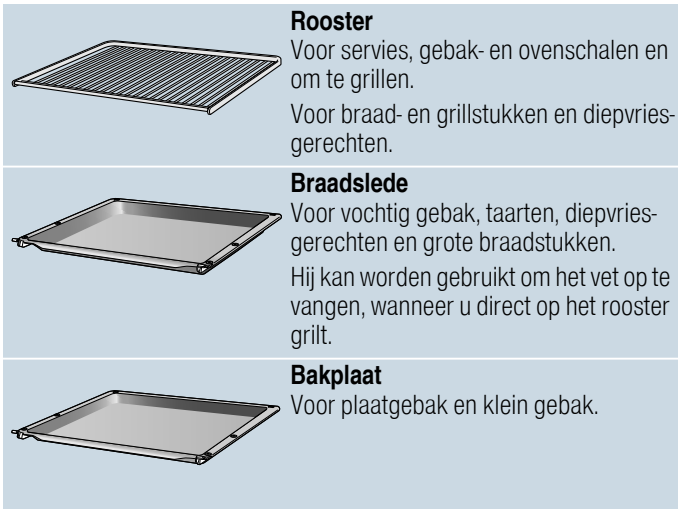 Rooster
Voor servies, gebak- en ovenschalen en
om te grillen.
Voor braad- en grillstukken en diepvries-
gerechten.
Braadslede
Voor vochtig gebak, taarten, diepvries-
gerechten en grote braadstukken.
Hij kan worden gebruikt om het vet op te
vangen, wanneer u direct op het rooster
grilt.
Bakplaat
Voor plaatgebak en klein gebak.